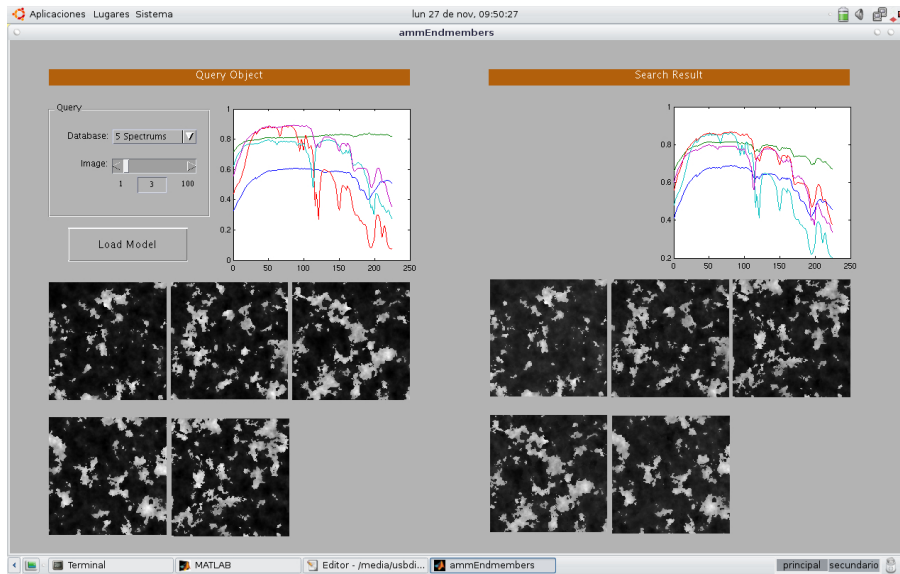 Aplicaciones Lugares Sistema
lun 27 de nov, 09:50:27
ammEndmembers
Query Object
Search Result
Query
Database: 5 Spectrums
Image:
1 3 100
Load Model
1
0.8
0.6
0.4
0.2
0
0 50 100 150 200 250
1
0.8
0.6
0.4
0.2
0 50 100 150 200 250
Terminal
MATLAB
Editor - /media/usbdi...
ammEndmembers
principal secundario